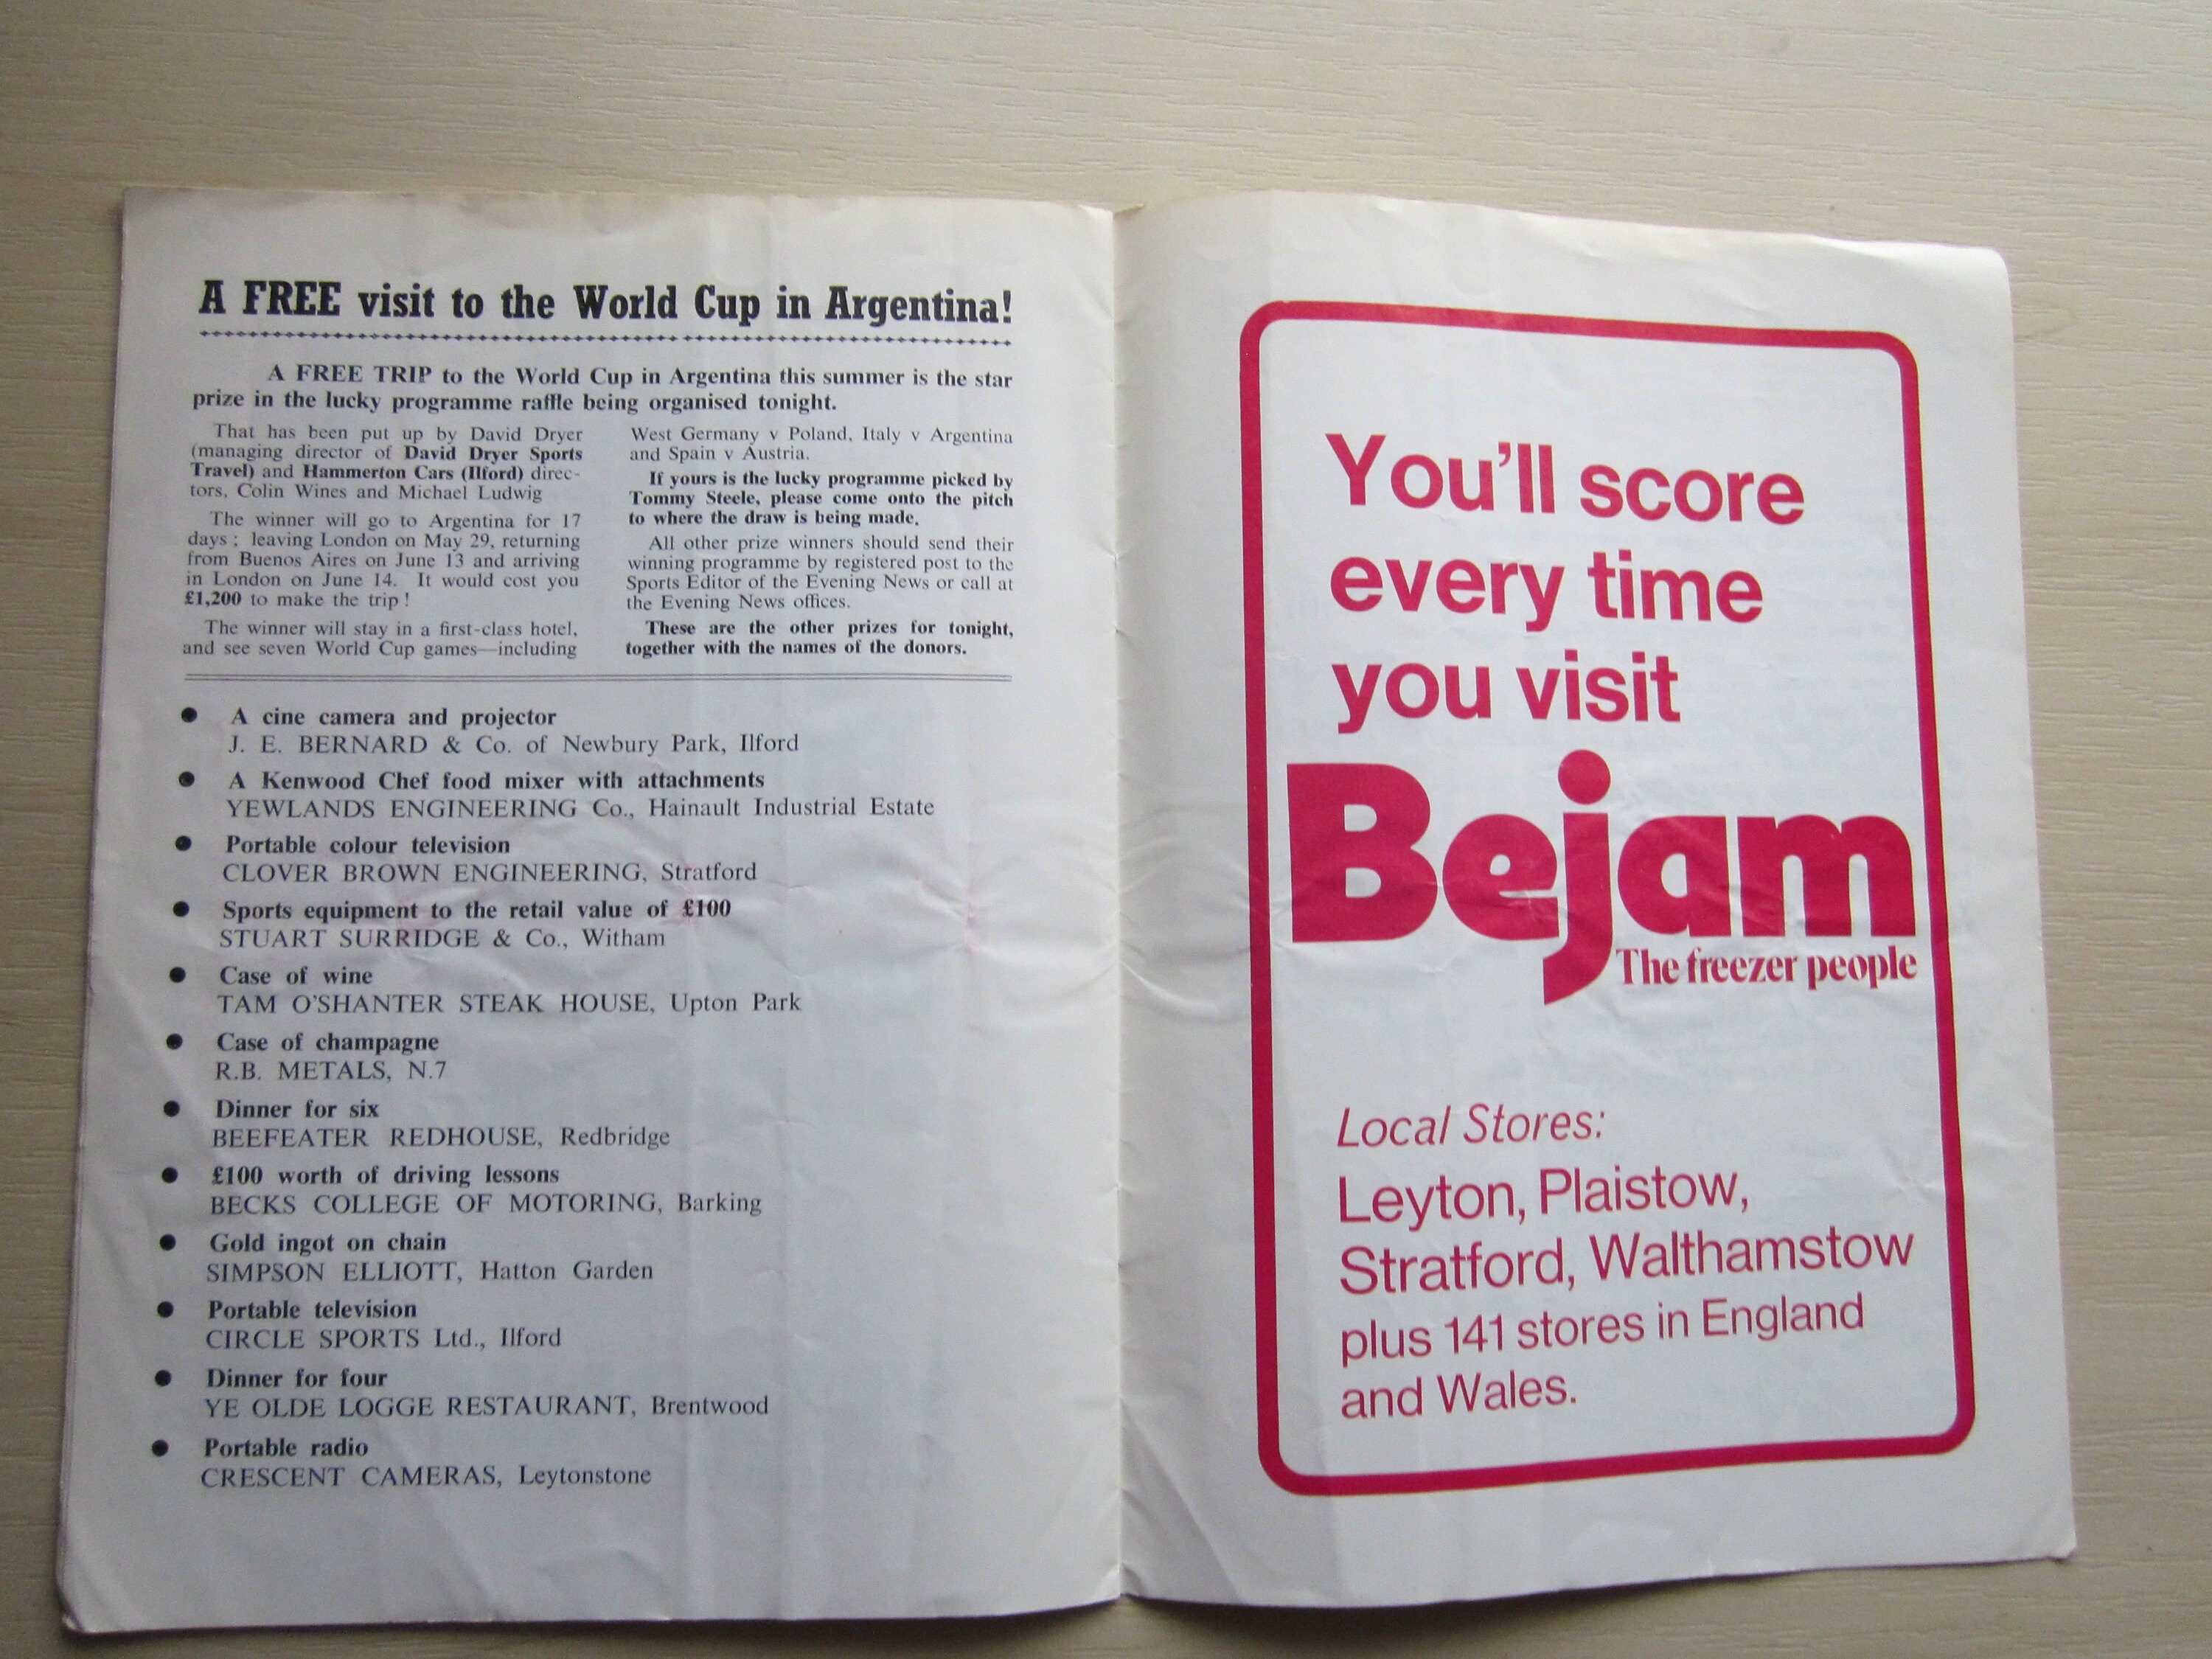 A FREE visit to the World Cup in Argentina!
A FREE TRIP to the World Cup in Argentina this summer is the star
prize in the lucky programme raffle being organised tonight.
That has been put up by David Dryer
(managing director of David Dryer Sports
Travel) and Hammerton Cars (Ilford) direc-
tors, Colin Wines and Michael Ludwig
The winner will go to Argentina for 17
days; leaving London on May 29, returning
from Buenos Aires on June 13 and arriving
in London on June 14. It would cost you
£1,200 to make the trip!
The winner will stay in a first-class hotel,
and see seven World Cup games—including
West Germany v Poland, Italy v Argentina
and Spain v Austria.
If yours is the lucky programme picked by
Tommy Steele, please come onto the pitch
to where the draw is being made.
All other prize winners should send their
winning programme by registered post to the
Sports Editor of the Evening News or call at
the Evening News offices.
These are the other prizes for tonight,
together with the names of the donors.
● A cine camera and projector
J. E. BERNARD & Co. of Newbury Park, Ilford
● A Kenwood Chef food mixer with attachments
YEWLANDS ENGINEERING Co., Hainault Industrial Estate
● Portable colour television
CLOVER BROWN ENGINEERING, Stratford
● Sports equipment to the retail value of £100
STUART SURRIDGE & Co., Witham
● Case of wine
TAM O'SHANTER STEAK HOUSE, Upton Park
● Case of champagne
R.B. METALS, N.7
● Dinner for six
BEEFEATER REDHOUSE, Redbridge
● £100 worth of driving lessons
BECKS COLLEGE OF MOTORING, Barking
● Gold ingot on chain
SIMPSON ELLIOTT, Hatton Garden
● Portable television
CIRCLE SPORTS Ltd., Ilford
● Dinner for four
YE OLDE LOGGE RESTAURANT, Brentwood
● Portable radio
CRESCENT CAMERAS, Leytonstone
You'll score
every time
you visit
Bejam
The freezer people
Local Stores:
Leyton, Plaistow,
Stratford, Walthamstow
plus 141 stores in England
and Wales.